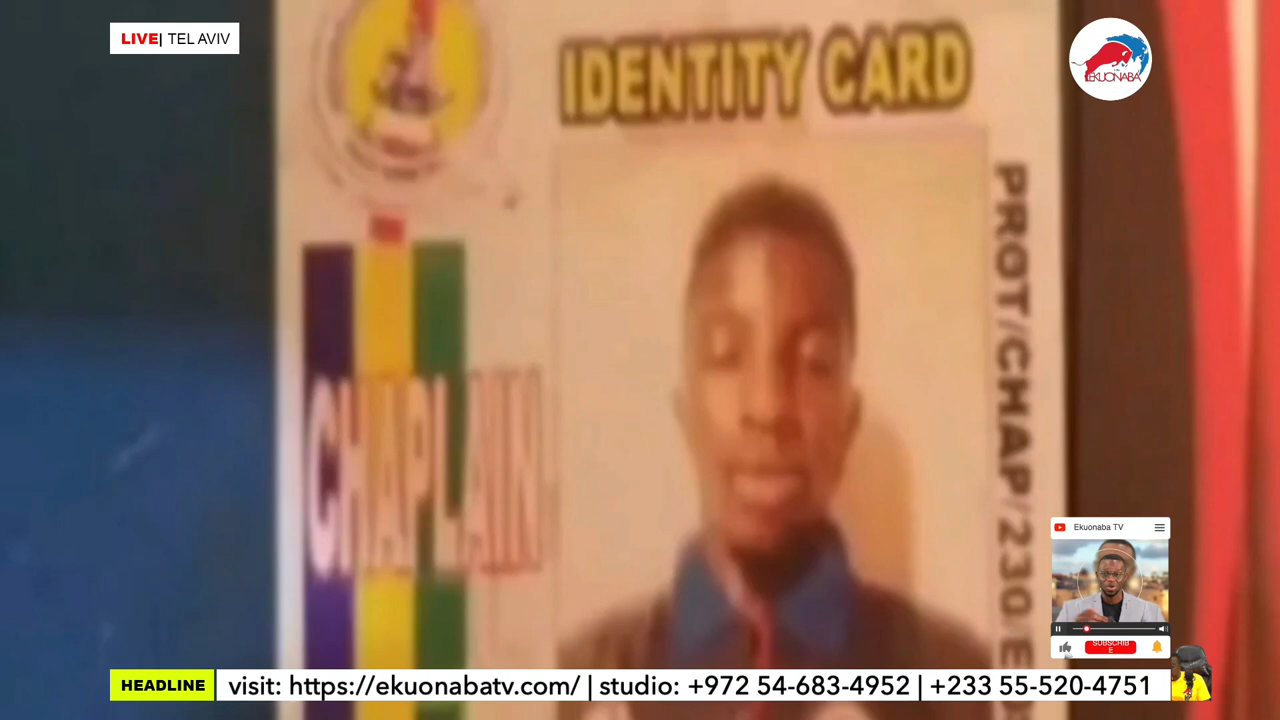 LIVE| TEL AVIV
IDENTITY CARD
EKUONABA
PROT/CHAP/230/E
CHAPLAIN
Ekuonaba TV
SUBSCRIB
E
HEADLINE
visit: https://ekuonabatv.com/ | studio: +972 54-683-4952 | +233 55-520-4751